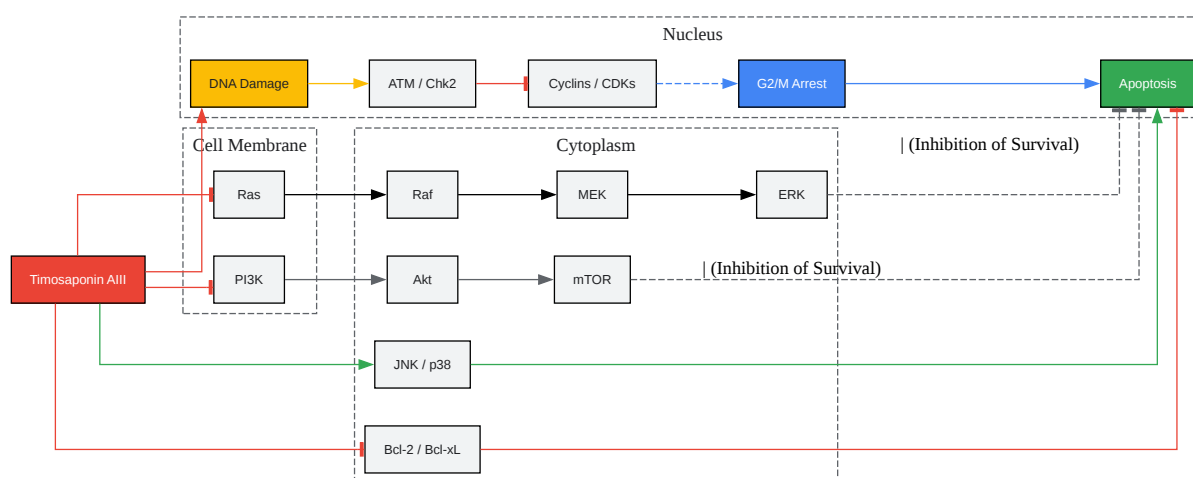 Nucleus
DNA Damage
ATM / Chk2
Cyclins / CDKs
G2/M Arrest
Apoptosis
Cell Membrane
Cytoplasm
| (Inhibition of Survival)
Ras
Raf
MEK
ERK
Timosaponin AIII
PI3K
Akt
mTOR
| (Inhibition of Survival)
JNK / p38
Bcl-2 / Bcl-xL